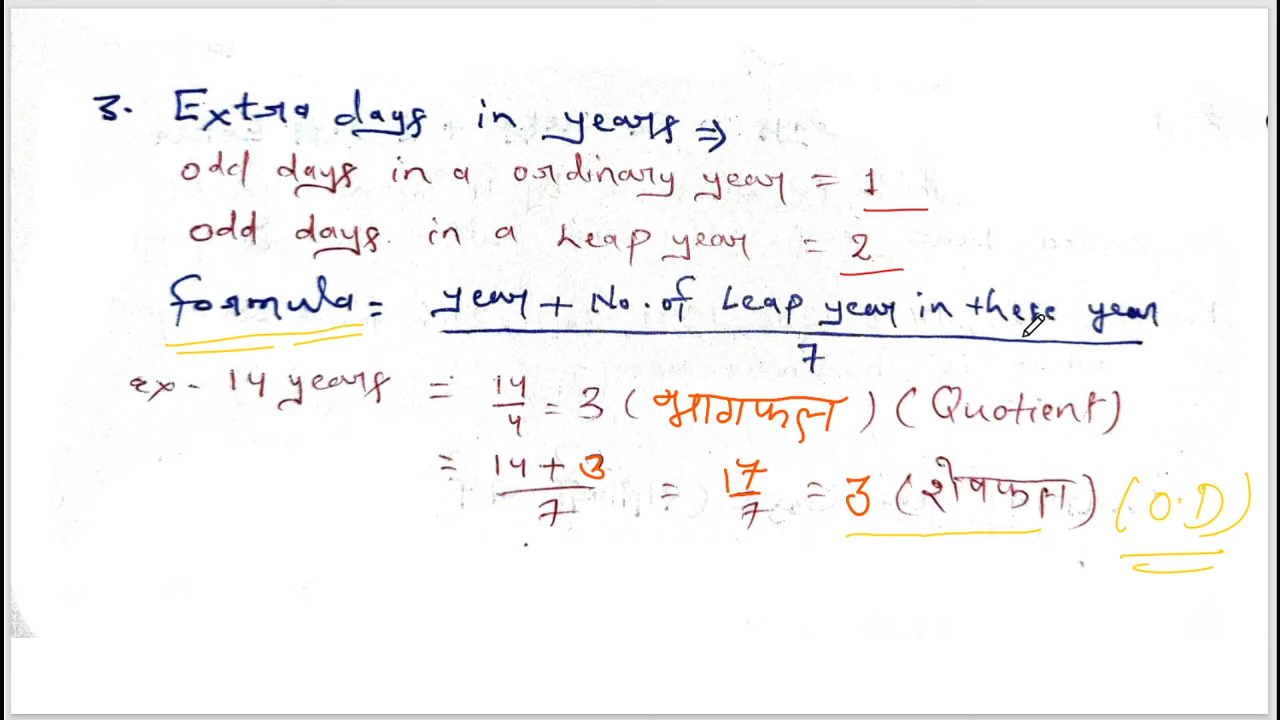 3. Extra days in years ⇒
odd days in a ordinary year = 1
odd days in a Leap year = 2
formula = year + No. of Leap year in these year / 7
ex - 14 years = 14/4 = 3 (भागफल) (Quotient)
= 14 + 3 / 7 = 17/7 = 3 (शेषफल) (O.D)